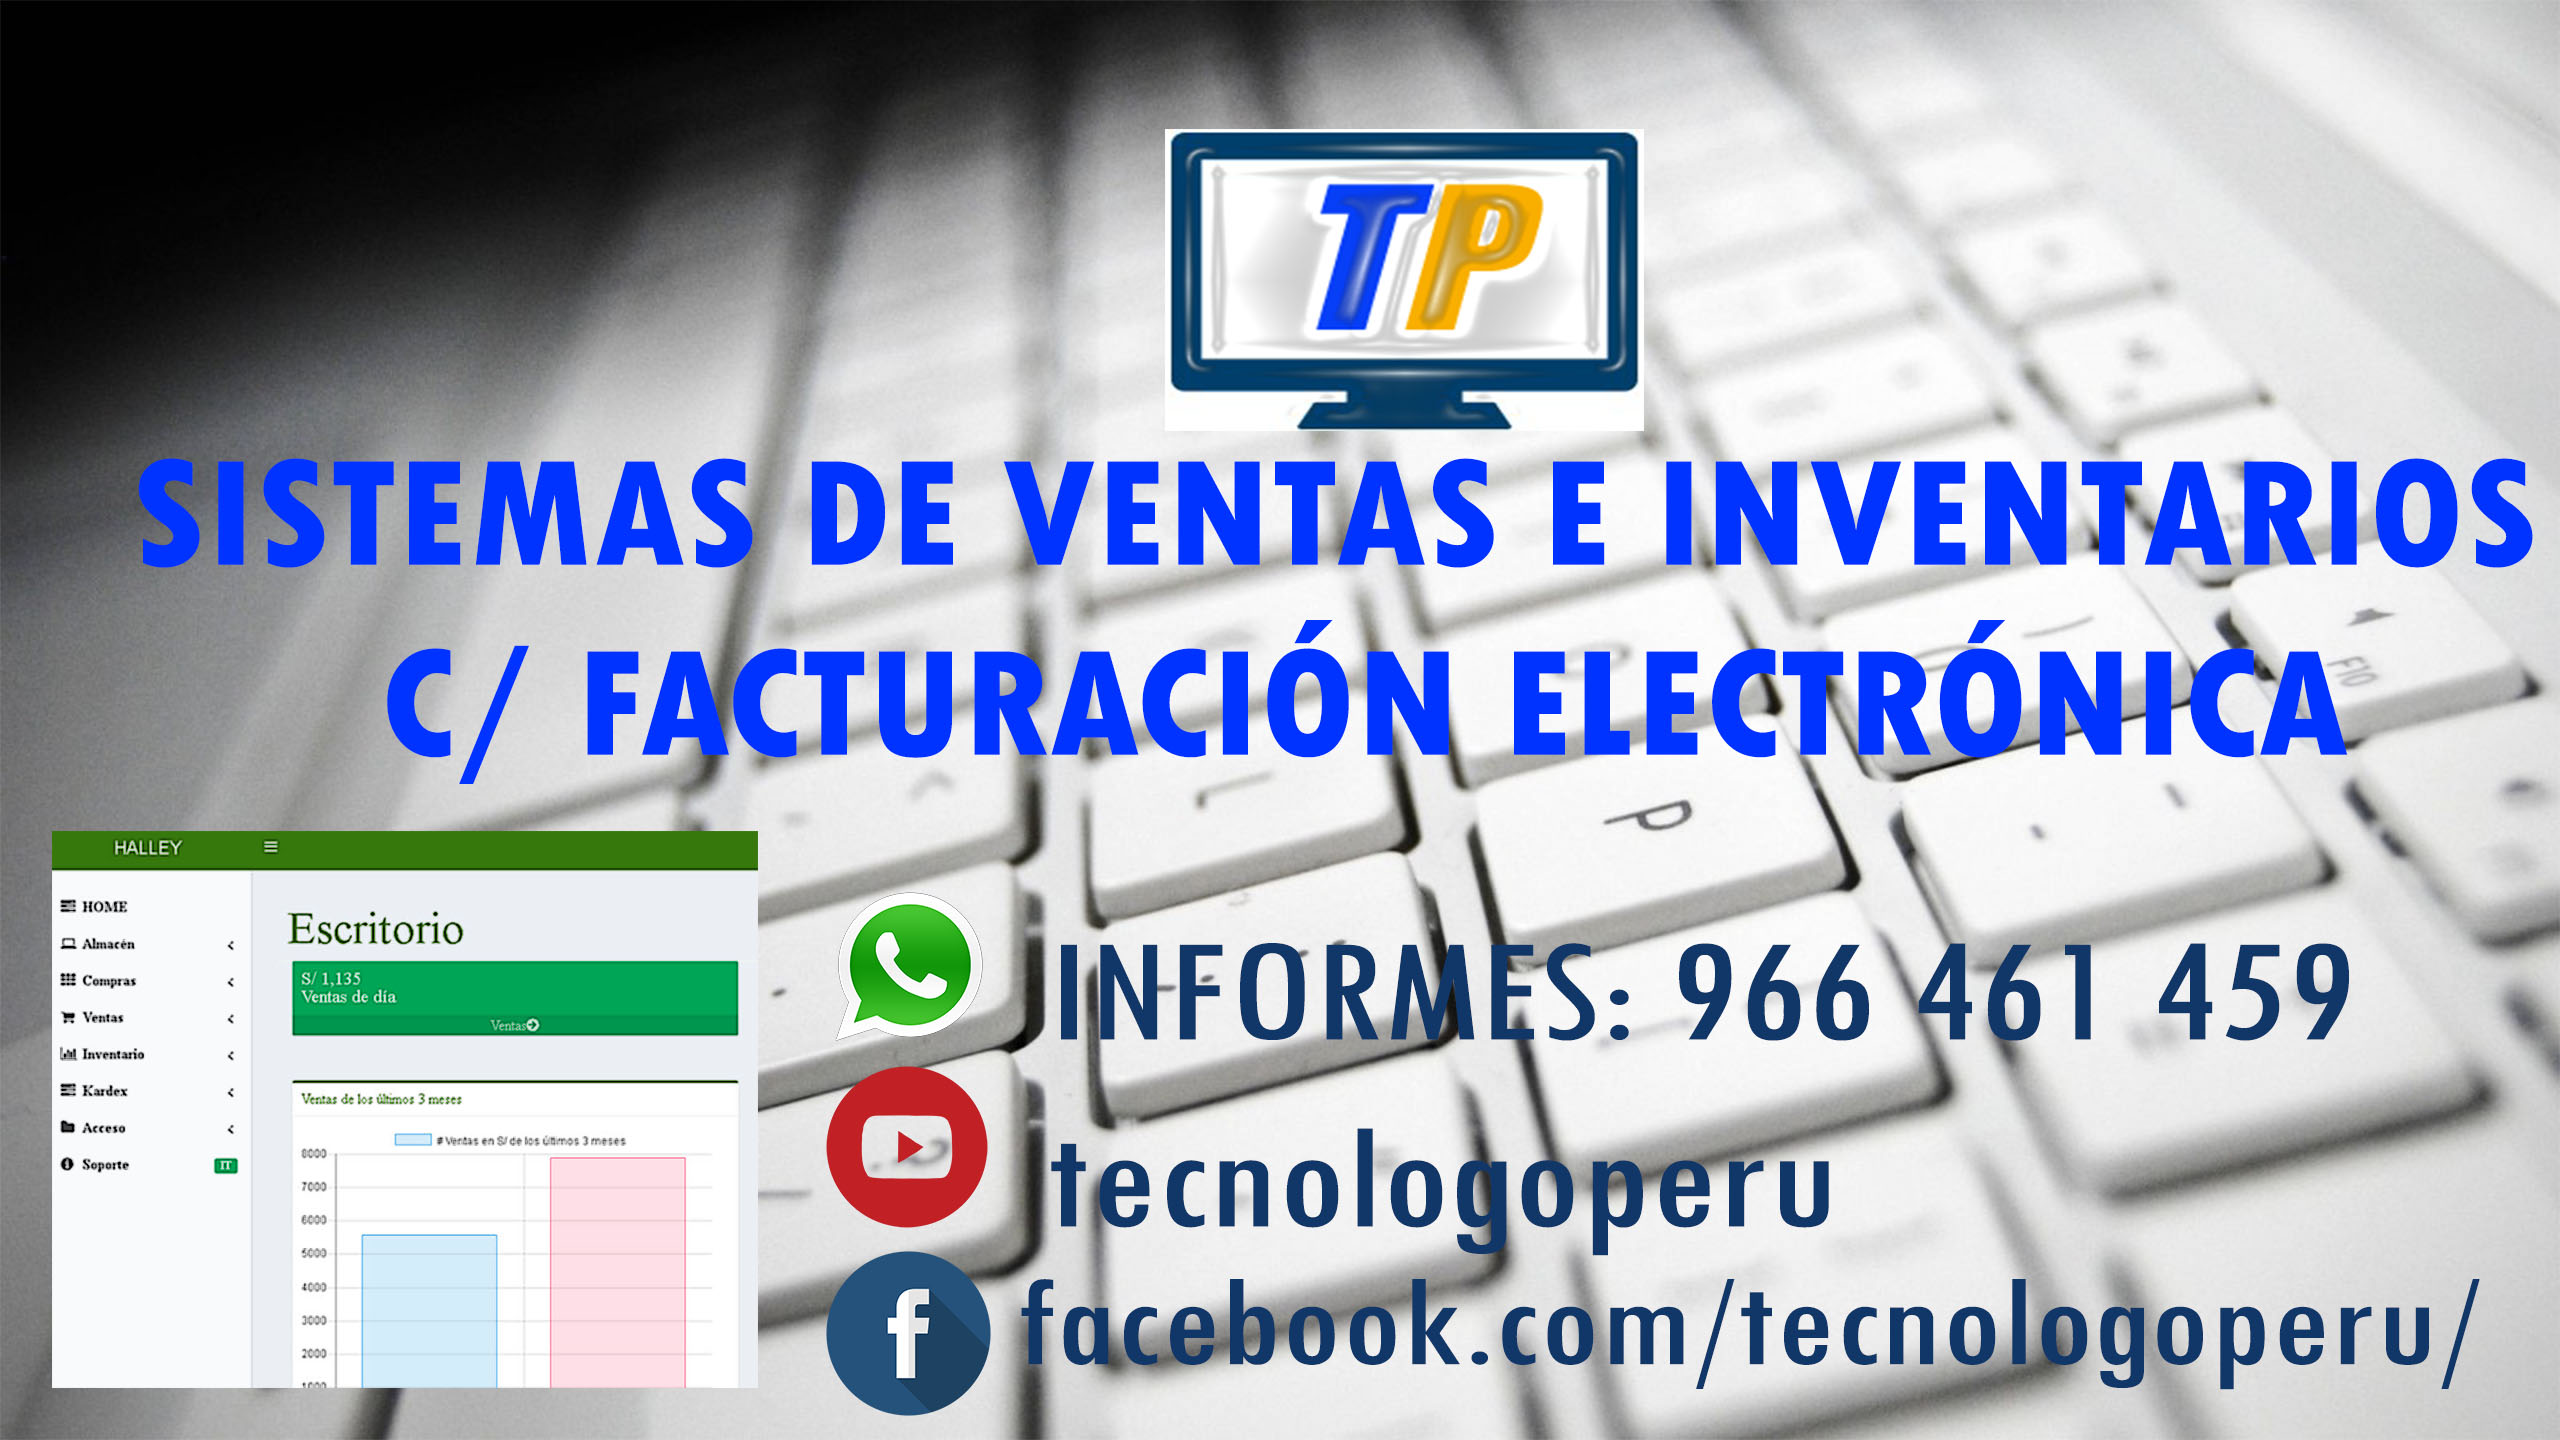 TP
SISTEMAS DE VENTAS E INVENTARIOS
C/ FACTURACIÓN ELECTRÓNICA
HALLEY
HOME
Almacén
Compras
Ventas
Inventario
Kardex
Acceso
Soporte IT
Escritorio
S/ 1,135
Ventas de día
Ventas
Ventas de los últimos 3 meses
# Ventas en S/ de los últimos 3 meses
8000
7000
6000
5000
4000
3000
2000
1000
INFORMES: 966 461 459
tecnologoperu
f facebook.com/tecnologoperu/
P
F10